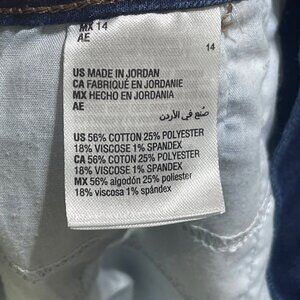 MX 14
AE
14
US MADE IN JORDAN
CA FABRIQUÉ EN JORDANIE
MX HECHO EN JORDANIA
AE
صُنع في الأردن
US 56% COTTON 25% POLYESTER
18% VISCOSE 1% SPANDEX
CA 56% COTTON 25% POLYESTER
18% VISCOSE 1% SPANDEX
MX 56% algodón 25% poliester
18% viscosa 1% spándex